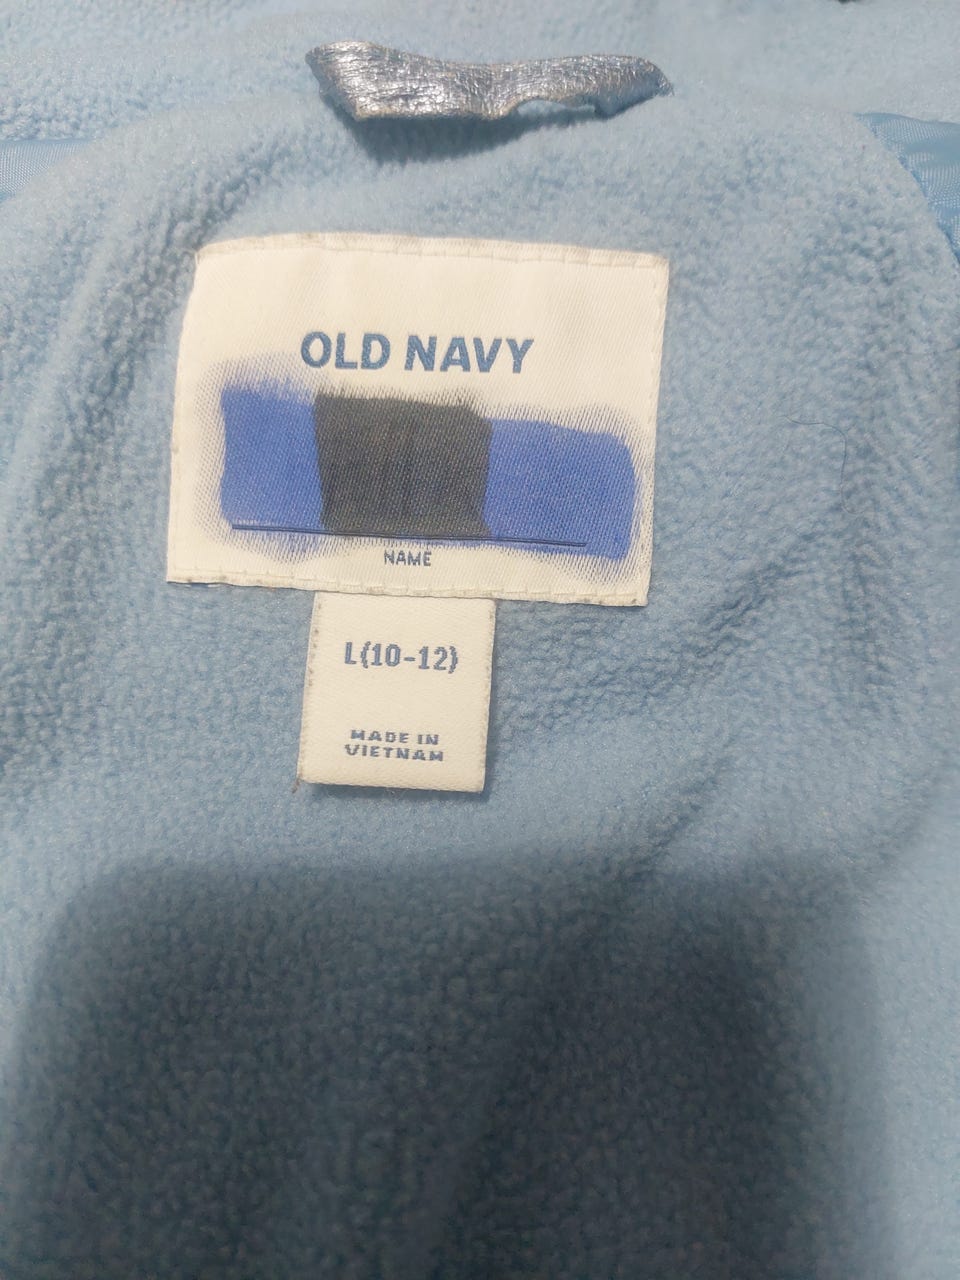 OLD NAVY
NAME
L(10-12)
MADE IN
VIETNAM